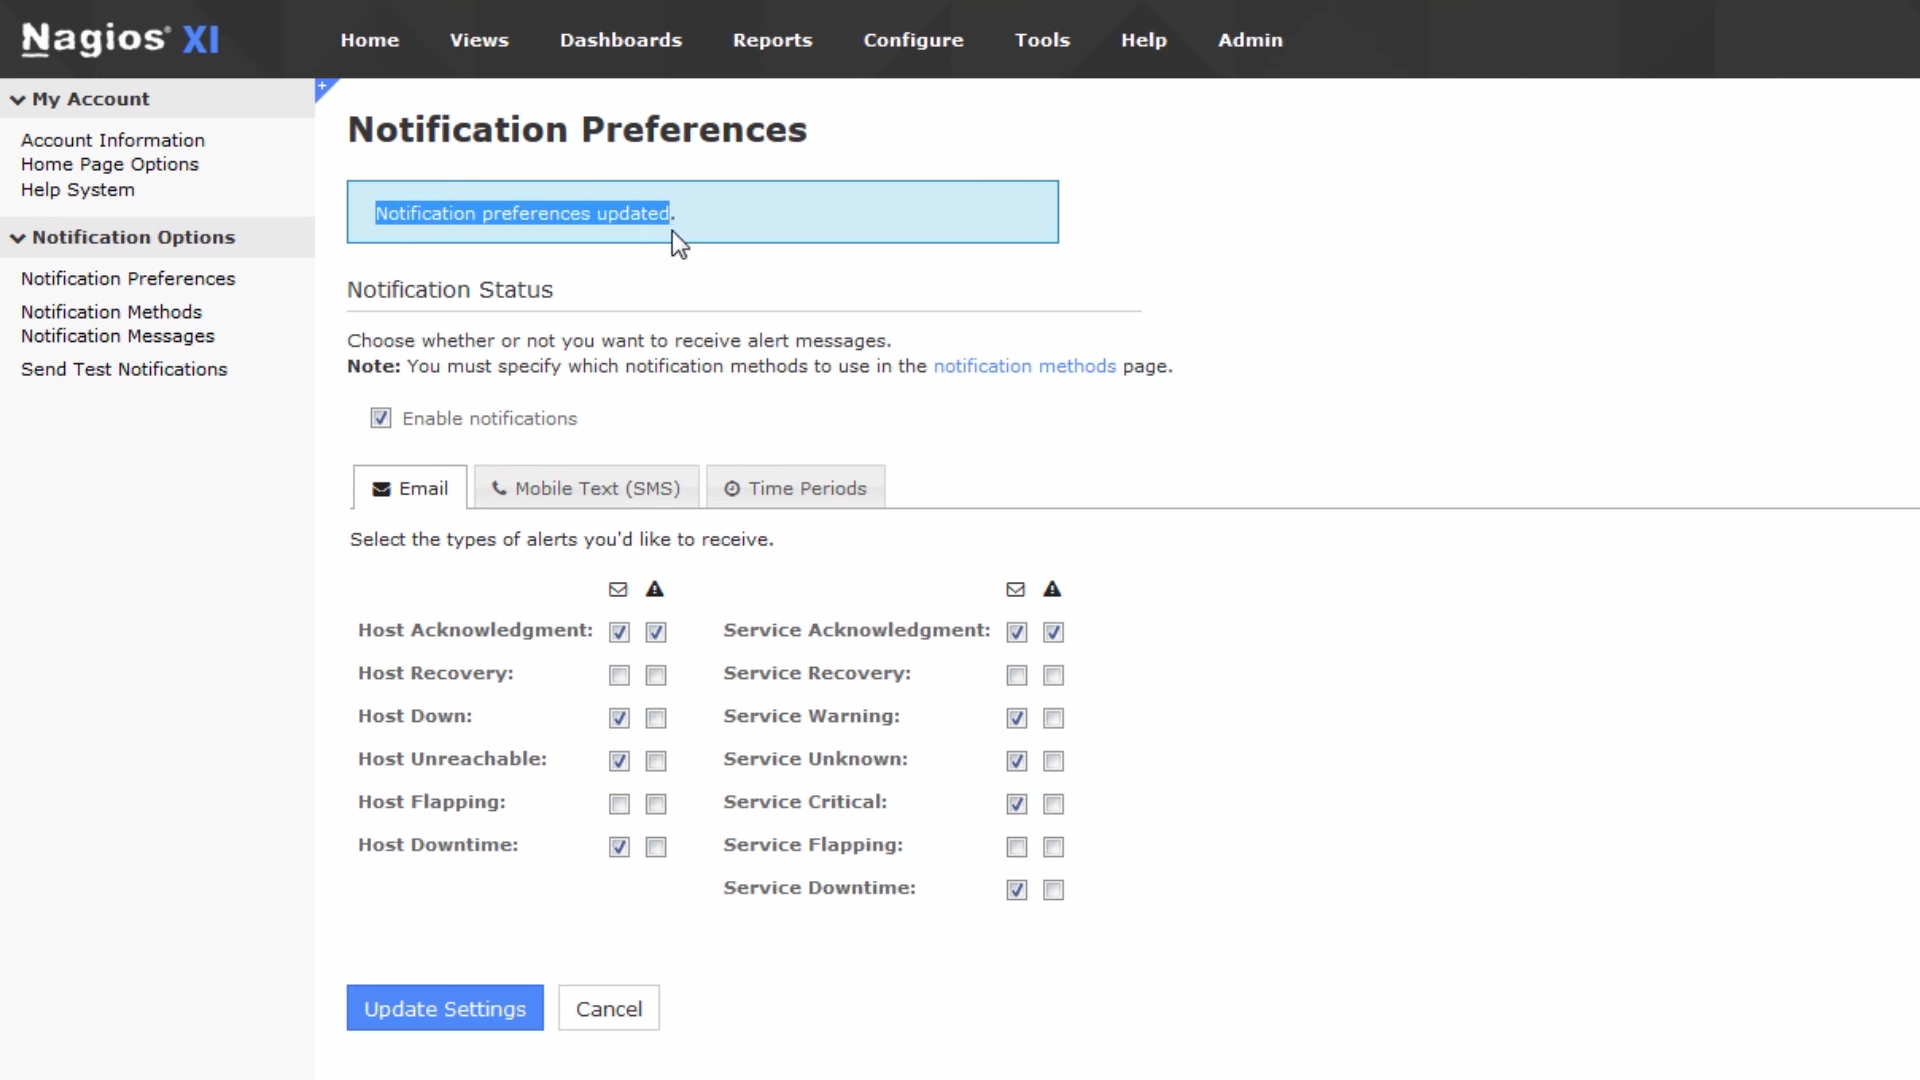 Nagios® XI
Home Views Dashboards Reports Configure Tools Help Admin
My Account
Account Information
Home Page Options
Help System
Notification Options
Notification Preferences
Notification Methods
Notification Messages
Send Test Notifications
+
Notification Preferences
Notification preferences updated.
Notification Status
Choose whether or not you want to receive alert messages.
Note: You must specify which notification methods to use in the notification methods page.
Enable notifications
Email Mobile Text (SMS) Time Periods
Select the types of alerts you'd like to receive.
Host Acknowledgment: Service Acknowledgment:
Host Recovery: Service Recovery:
Host Down: Service Warning:
Host Unreachable: Service Unknown:
Host Flapping: Service Critical:
Host Downtime: Service Flapping:
Service Downtime:
Update Settings Cancel